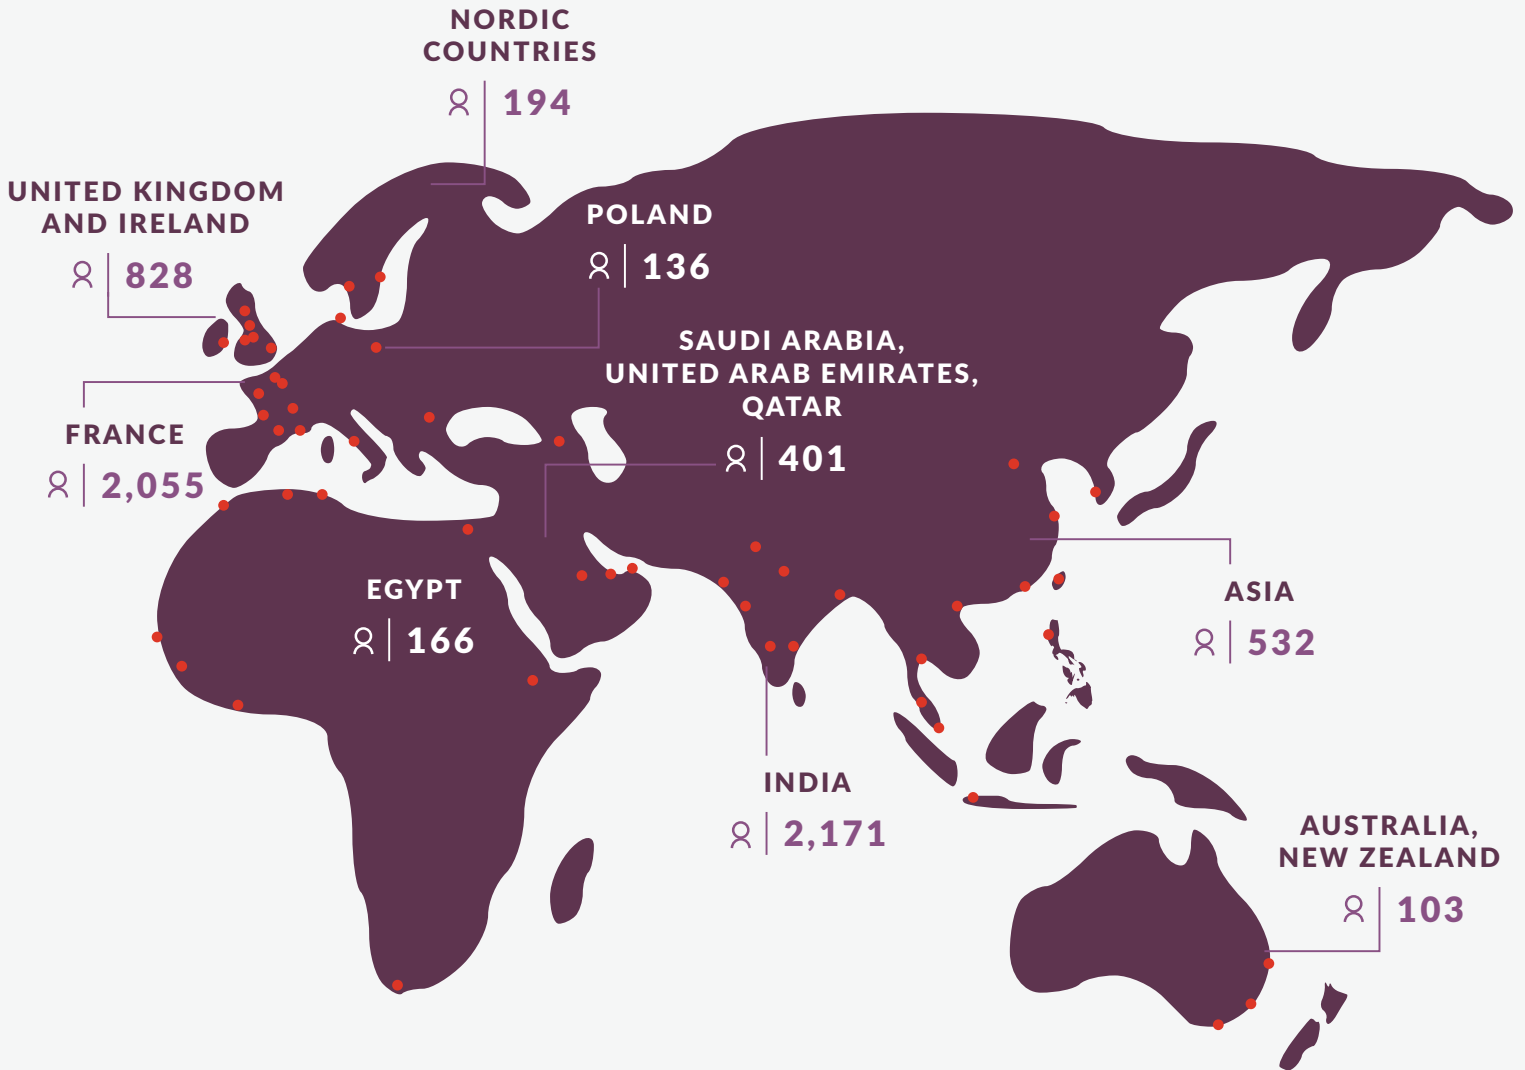 NORDIC
COUNTRIES
194
UNITED KINGDOM
AND IRELAND
828
POLAND
136
SAUDI ARABIA,
UNITED ARAB EMIRATES,
QATAR
401
FRANCE
2,055
EGYPT
166
ASIA
532
INDIA
2,171
AUSTRALIA,
NEW ZEALAND
103